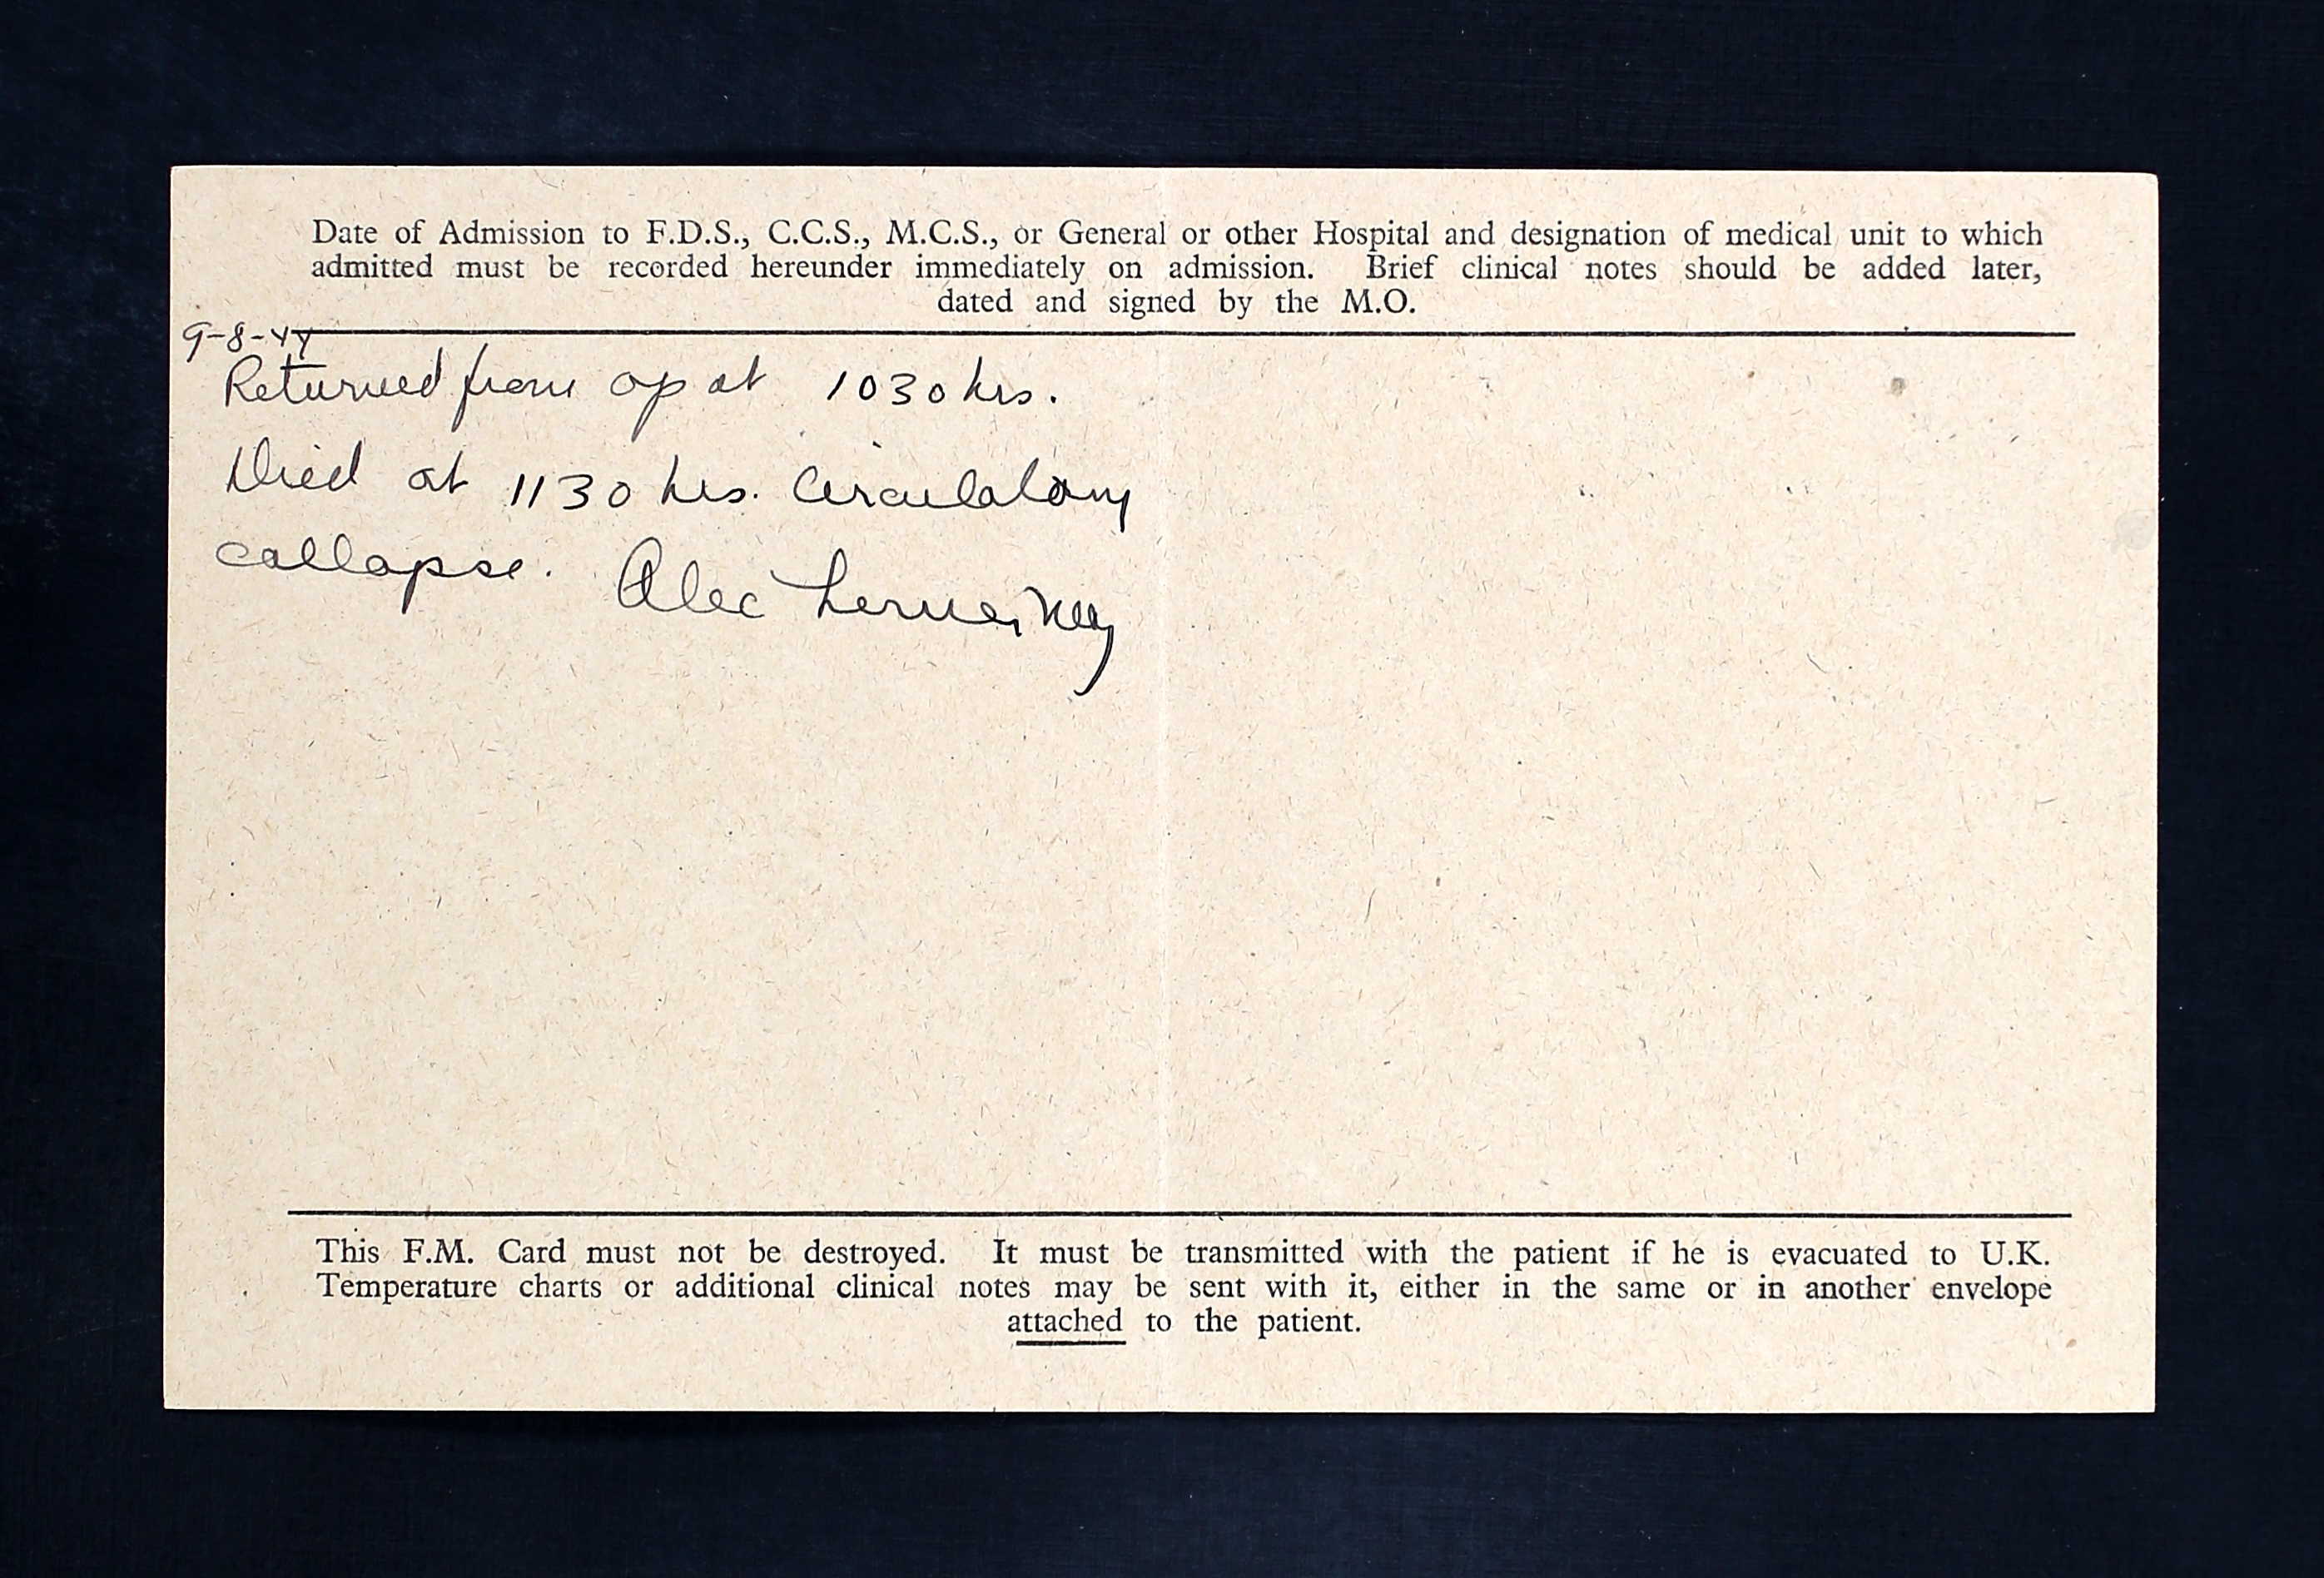 Date of Admission to F.D.S., C.C.S., M.C.S., or General or other Hospital and designation of medical unit to which
admitted must be recorded hereunder immediately on admission. Brief clinical notes should be added later,
dated and signed by the M.O.
9-8-44
Returned from op at 1030 hrs.
Died at 1130 hrs. Circulatory
collapse. Alec
This F.M. Card must not be destroyed. It must be transmitted with the patient if he is evacuated to U.K.
Temperature charts or additional clinical notes may be sent with it, either in the same or in another envelope
attached to the patient.